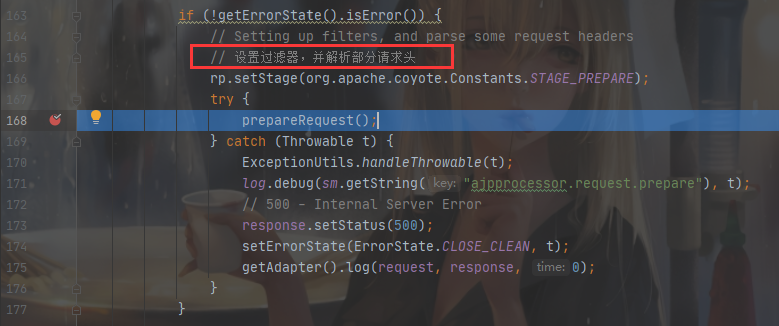 163 if (!getErrorState().isError()) {
164 // Setting up filters, and parse some request headers
165 // 设置过滤器，并解析部分请求头
166 rp.setStage(org.apache.coyote.Constants.STAGE_PREPARE);
167 try {
168 prepareRequest();
169 } catch (Throwable t) {
170 ExceptionUtils.handleThrowable(t);
171 log.debug(sm.getString( key: "ajpprocessor.request.prepare"), t);
172 // 500 - Internal Server Error
173 response.setStatus(500);
174 setErrorState(ErrorState.CLOSE_CLEAN, t);
175 getAdapter().log(request, response, time: 0);
176 }
177 }